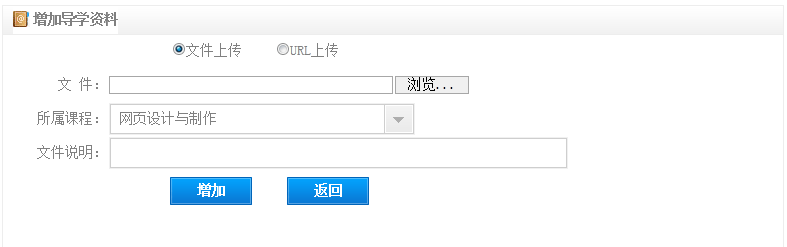 增加导学资料
文件上传 URL上传
文 件： 浏览...
所属课程： 网页设计与制作
文件说明：
增加 返回